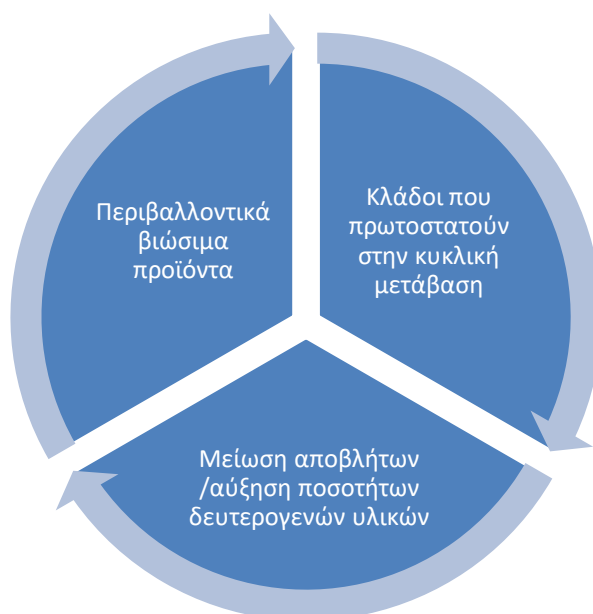 Περιβαλλοντικά
βιώσιμα
προϊόντα
Κλάδοι που
πρωτοστατούν
στην κυκλική
μετάβαση
Μείωση αποβλήτων
/αύξηση ποσοτήτων
δευτερογενών υλικών